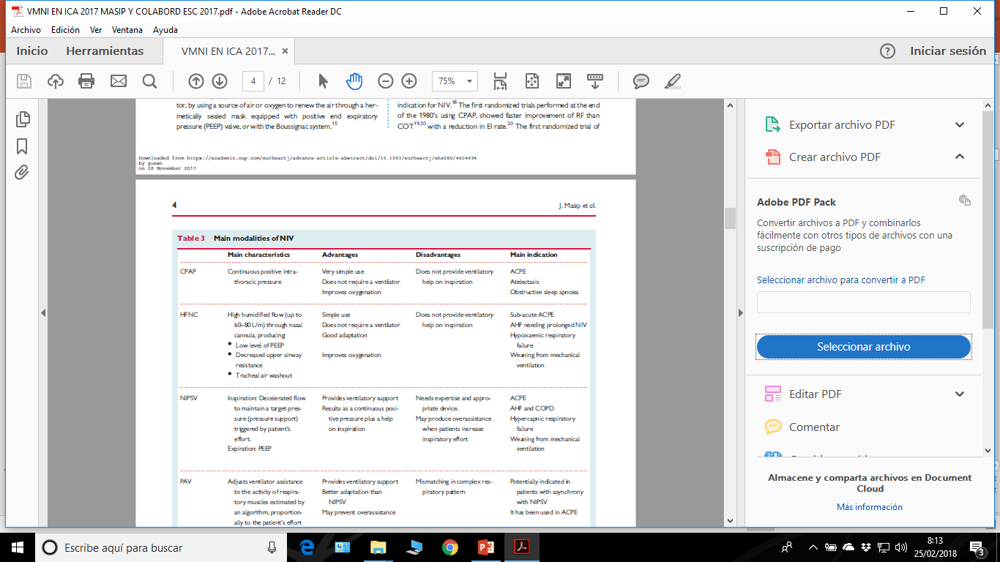 VMNI EN ICA 2017 MASIP Y COLABORD ESC 2017.pdf - Adobe Acrobat Reader DC
Archivo Edición Ver Ventana Ayuda
Inicio Herramientas VMNI EN ICA 2017... × Iniciar sesión
4 / 12 75%
tor, by using a source of air or oxygen to renew the air through a her-
metically sealed mask equipped with positive end expiratory
pressure (PEEP) valve, or with the Boussignac system.15
indication for NIV.18 The first randomized trials performed at the end
of the 1980's using CPAP, showed faster improvement of RF than
COT19,20 with a reduction in EI rate.20 The first randomized trial of
Downloaded from https://academic.oup.com/eurheartj/advance-article-abstract/doi/10.1093/eurheartj/ehx580/4654494
by guest
on 28 November 2017
4 J. Masip et al.
Table 3 Main modalities of NIV
Main characteristics Advantages Disadvantages Main indication
CPAP Continuous positive intra- Very simple use Does not provide ventilatory ACPE
thoracic pressure Does not require a ventilator help on inspiration Atelectasis
Improves oxygenation Obstructive sleep apnoea
HFNC High humidified flow (up to Simple use Does not provide ventilatory Sub-acute ACPE
60–80 L/m) through nasal Does not require a ventilator help on inspiration AHF needing prolonged NIV
cannula, producing: Good adaptation Hypoxaemic respiratory
• Low level of PEEP failure
• Decreased upper airway Improves oxygenation Weaning from mechanical
resistance ventilation
• Tracheal air washout
NIPSV Inspiration: Decelerated flow Provides ventilatory support Needs expertise and appro- ACPE
to maintain a target pres- Results as a continuous posi- priate device. AHF and COPD
sure (pressure support) tive pressure plus a help May produce overassistance Hypercapnic respiratory
triggered by patient's on inspiration when patients increase failure
effort. inspiratory effort Weaning from mechanical
Expiration: PEEP ventilation
PAV Adjusts ventilator assistance Provides ventilatory support Mismatching in complex res- Potentially indicated in
to the activity of respira- Better adaptation than piratory pattern patients with asynchrony
tory muscles estimated by NIPSV with NIPSV
an algorithm, proportion- May prevent overassistance It has been used in ACPE
ally to the patient's effort
Exportar archivo PDF
Crear archivo PDF
Adobe PDF Pack
Convertir archivos a PDF y combinarlos
fácilmente con otros tipos de archivos con una
suscripción de pago
Seleccionar archivo para convertir a PDF
Seleccionar archivo
Editar PDF
Comentar
Almacene y comparta archivos en Document
Cloud
Más información
Escribe aquí para buscar
8:13
25/02/2018
3